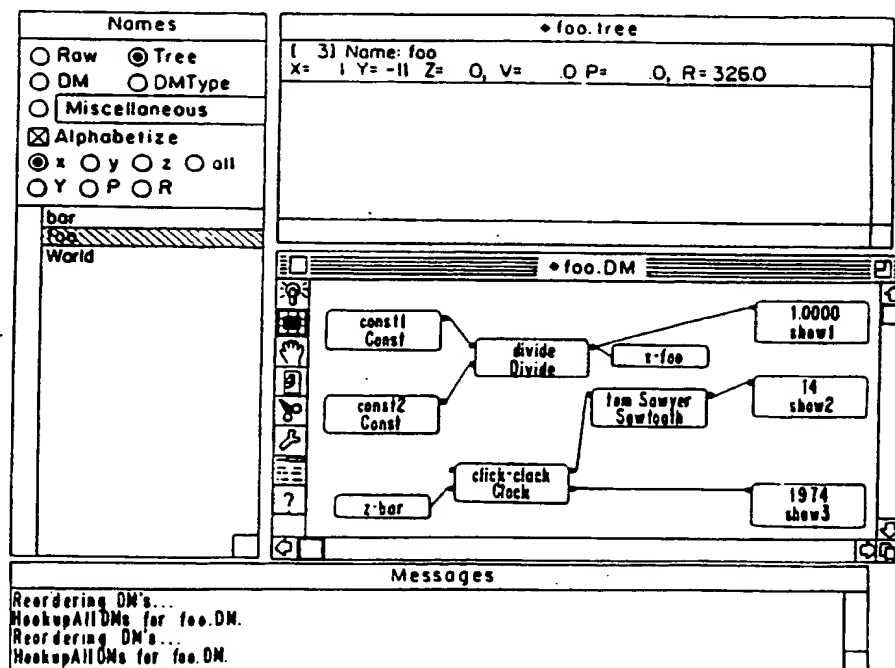 Names
Raw Tree
DM DMType
Miscellaneous
Alphabetize
x y z all
Y P R
bar
Foo
World
foo.tree
[ 3] Name: foo
X= 1 Y= -11 Z= 0, V= .0 P= .0, R= 326.0
foo.DM
const1
Const
divide
Divide
1.0000
show1
x-foo
const2
Const
tom Sawyer
Sawtooth
14
show2
click-clack
Clock
z-bar
1974
show3
?
Messages
Reordering DM's...
HookupAllDMs for foo.DM.
Reordering DM's...
HookupAllDMs for foo.DM.